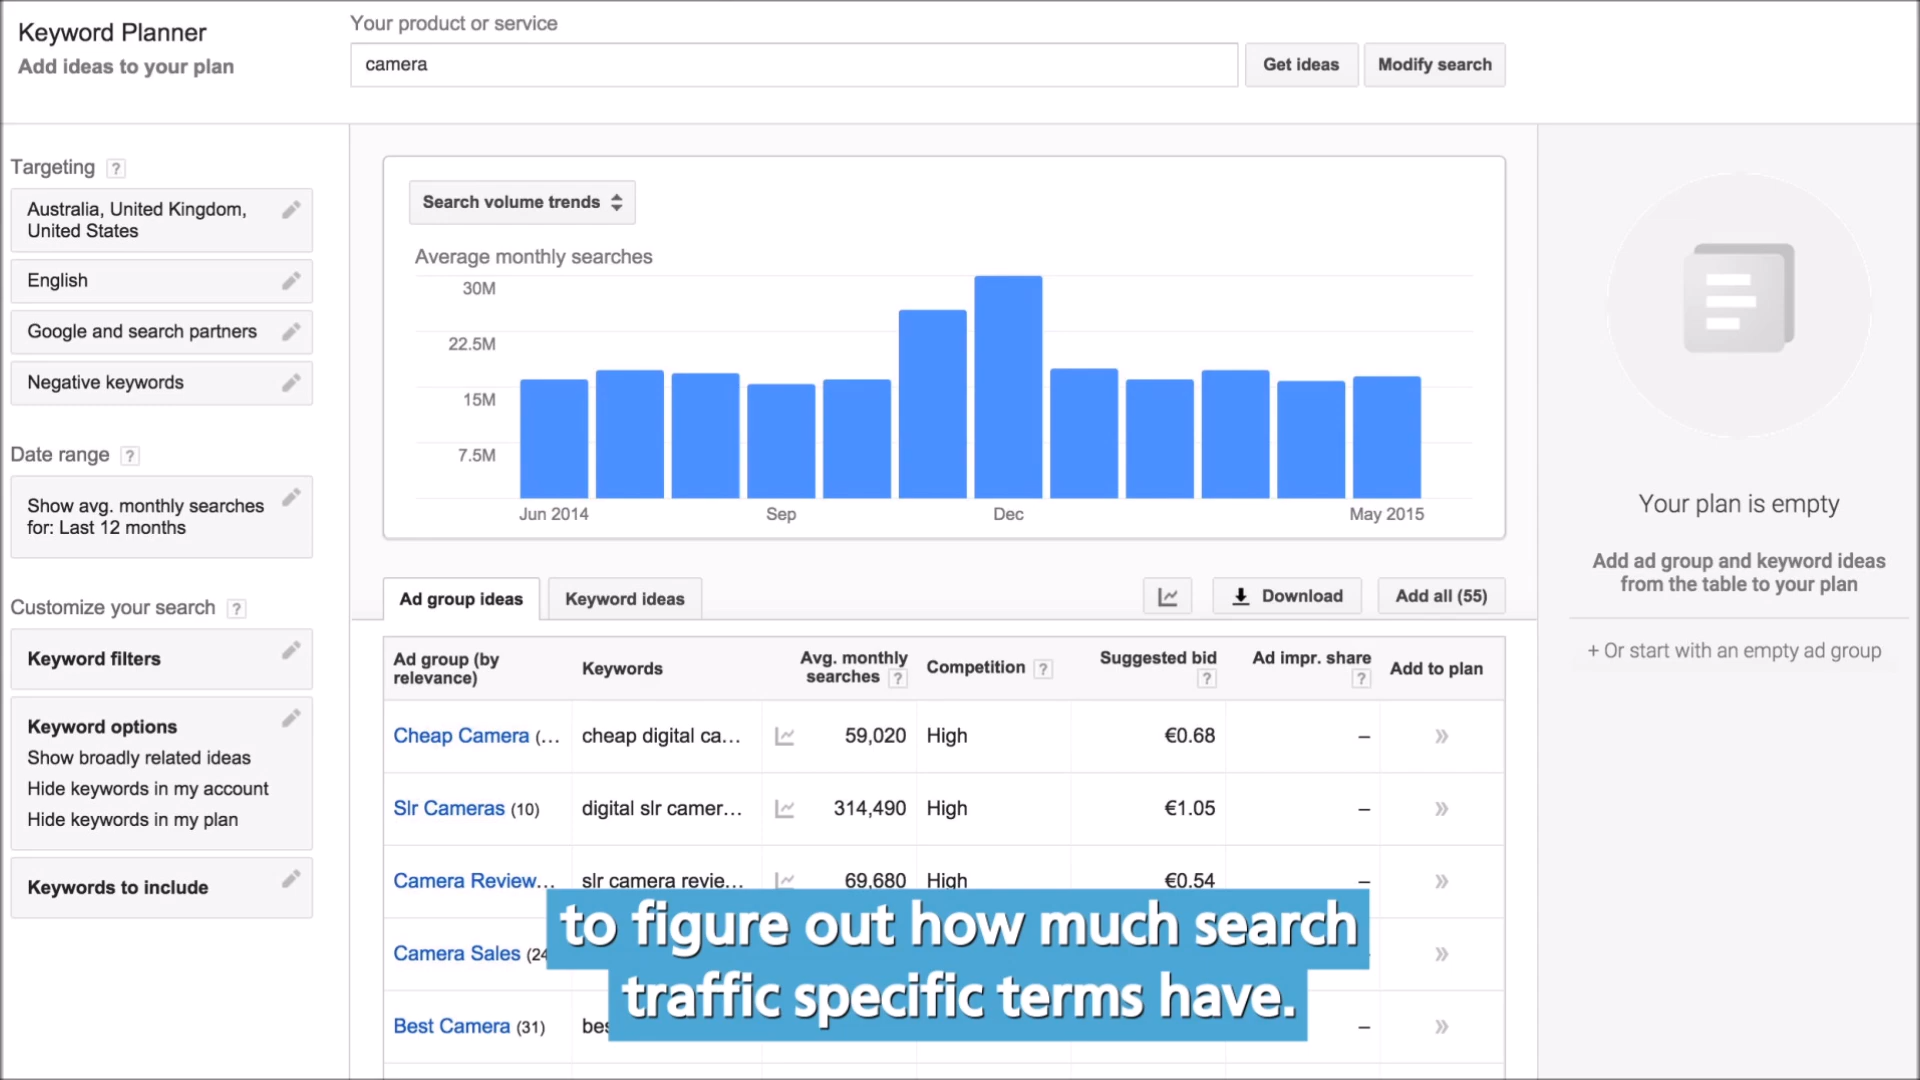 Keyword Planner
Add ideas to your plan
Your product or service
camera
Get ideas
Modify search
Targeting ?
Australia, United Kingdom,
United States
English
Google and search partners
Negative keywords
Date range ?
Show avg. monthly searches
for: Last 12 months
Customize your search ?
Keyword filters
Keyword options
Show broadly related ideas
Hide keywords in my account
Hide keywords in my plan
Keywords to include
Search volume trends
Average monthly searches
30M
22.5M
15M
7.5M
Jun 2014 Sep Dec May 2015
Ad group ideas Keyword ideas Download Add all (55)
Ad group (by
relevance)
Keywords
Avg. monthly
searches ?
Competition ?
Suggested bid
?
Ad impr. share
?
Add to plan
Cheap Camera (... cheap digital ca... 59,020 High €0.68 – »
Slr Cameras (10) digital slr camer... 314,490 High €1.05 – »
Camera Review... slr camera revie... 69,680 High €0.54 – »
Camera Sales (24 »
Best Camera (31) – »
to figure out how much search
traffic specific terms have.
Your plan is empty
Add ad group and keyword ideas
from the table to your plan
+ Or start with an empty ad group